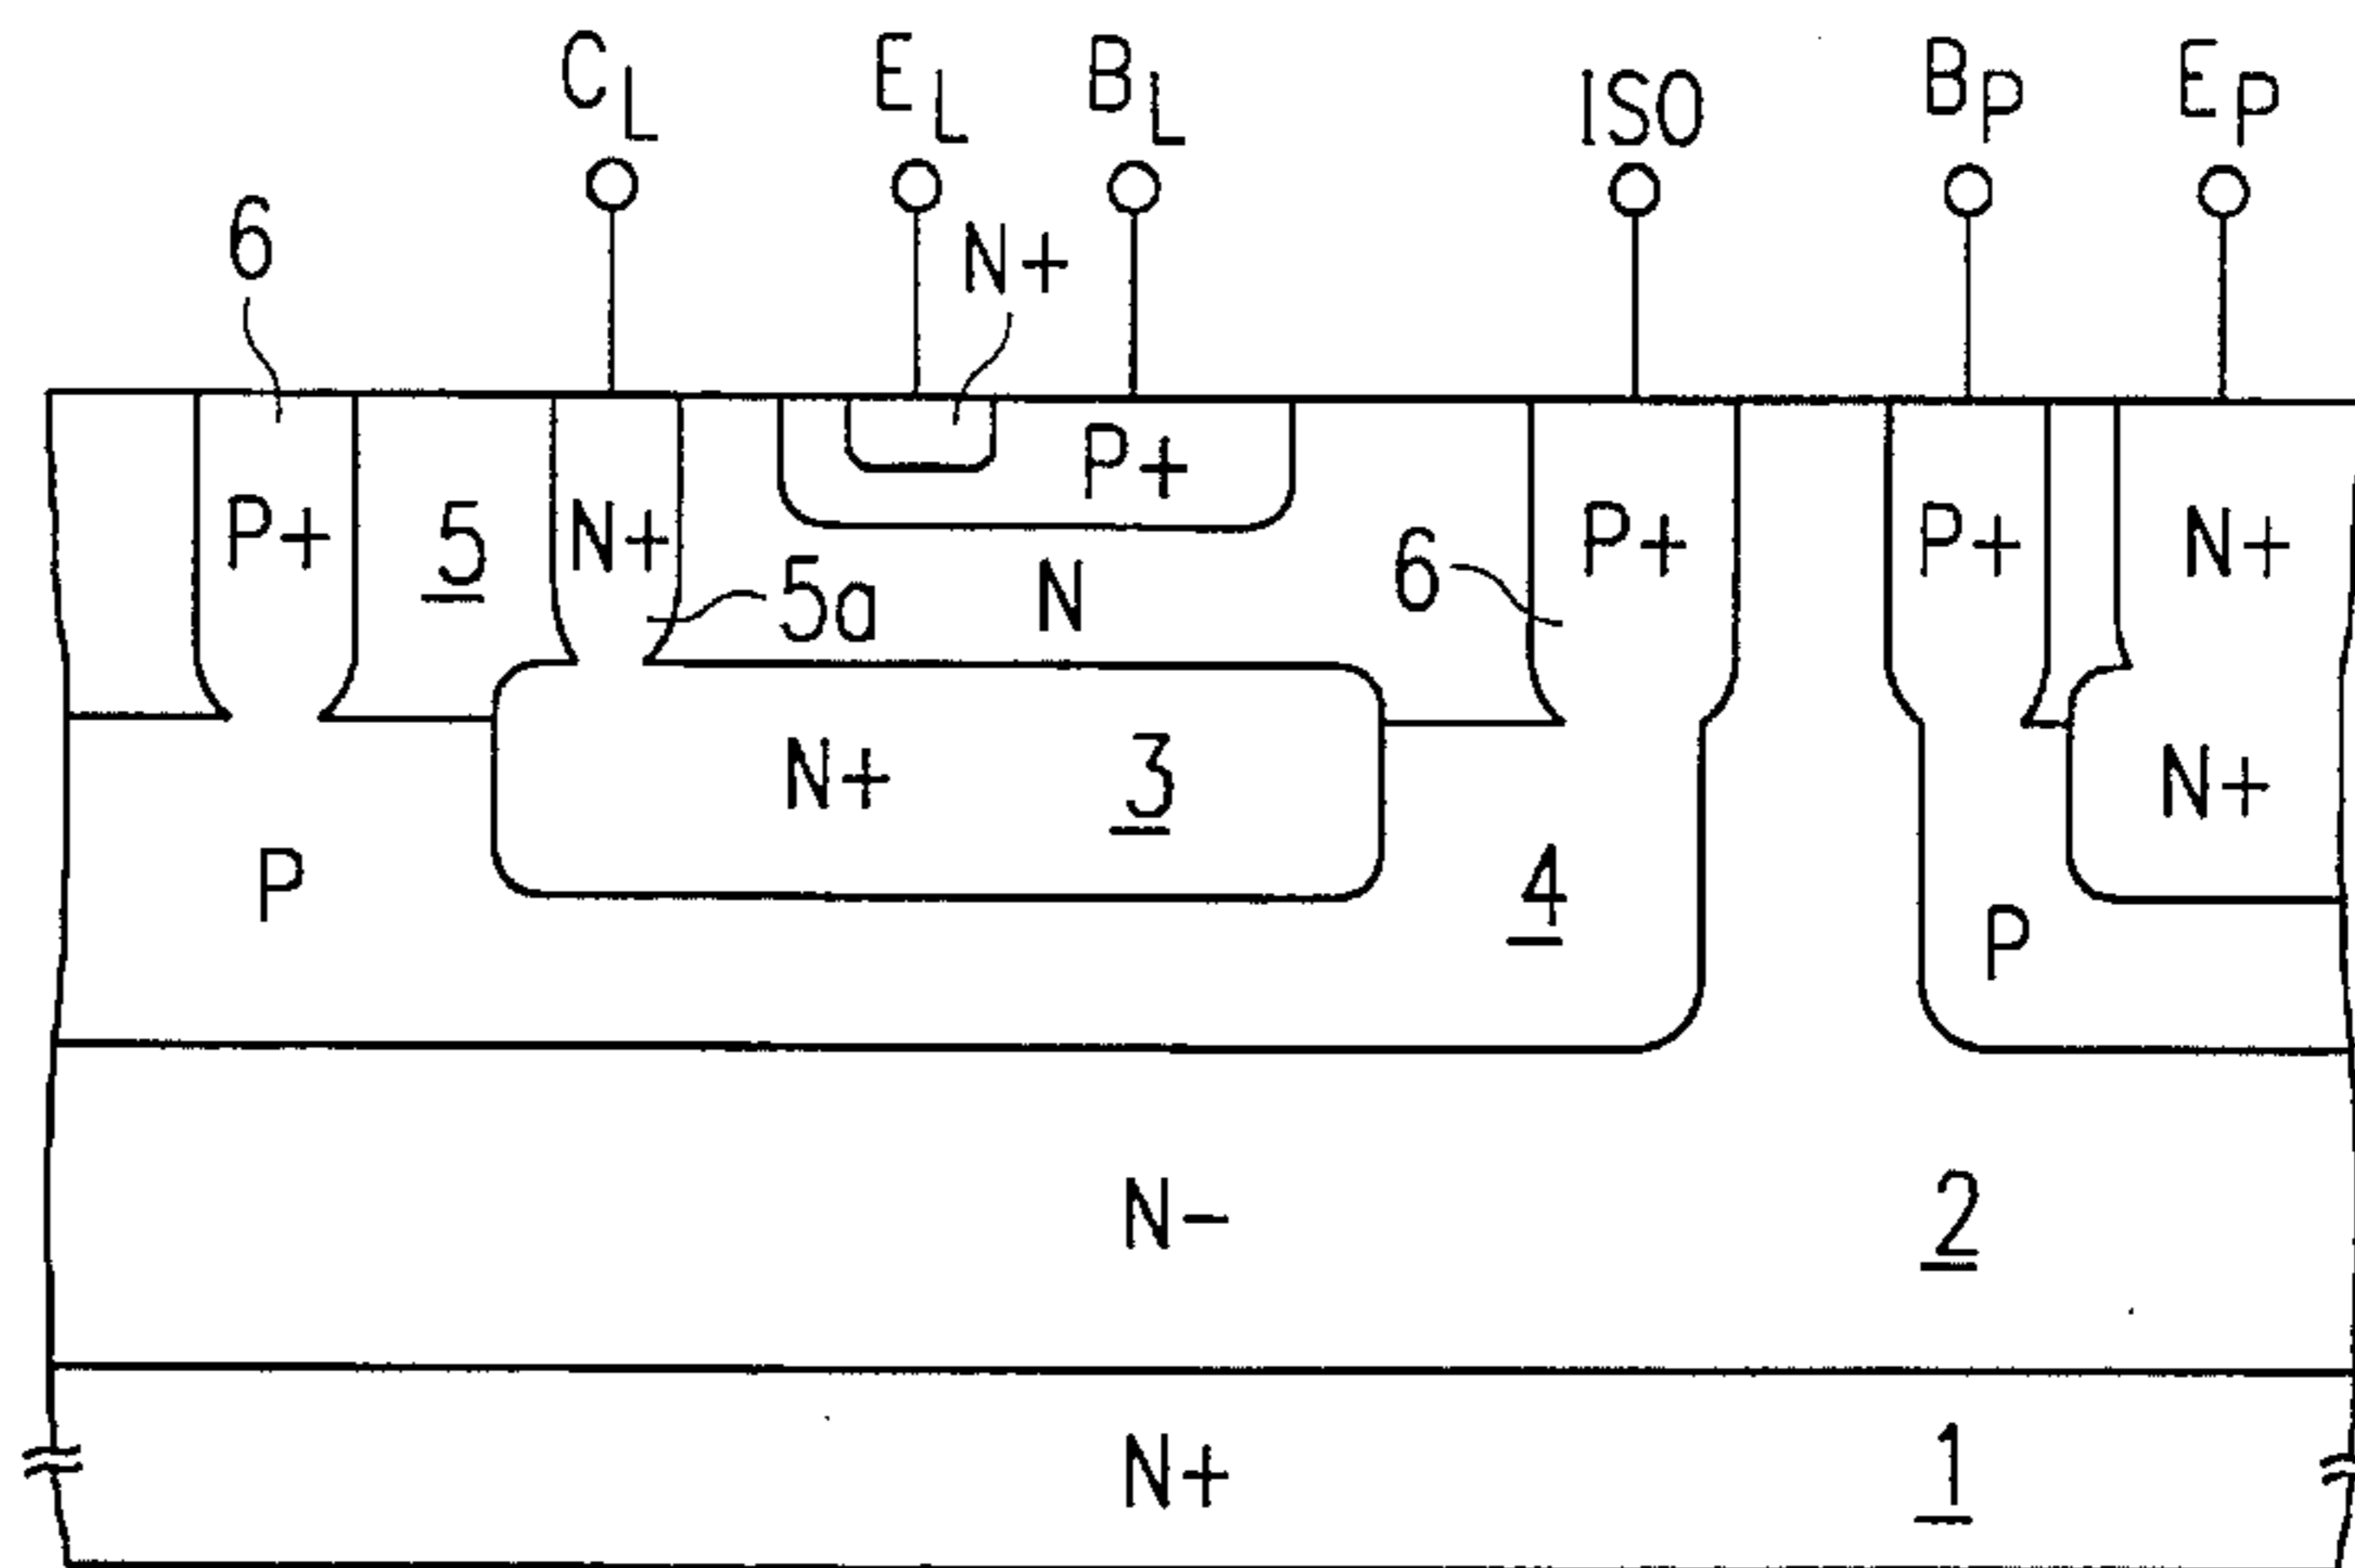 C_L E_L B_L ISO B_P E_P
6 N+
P+
P+ 5 N+ 5a N 6 P+ P+ N+
N+ 3 N+
P 4 P
N- 2
N+ 1